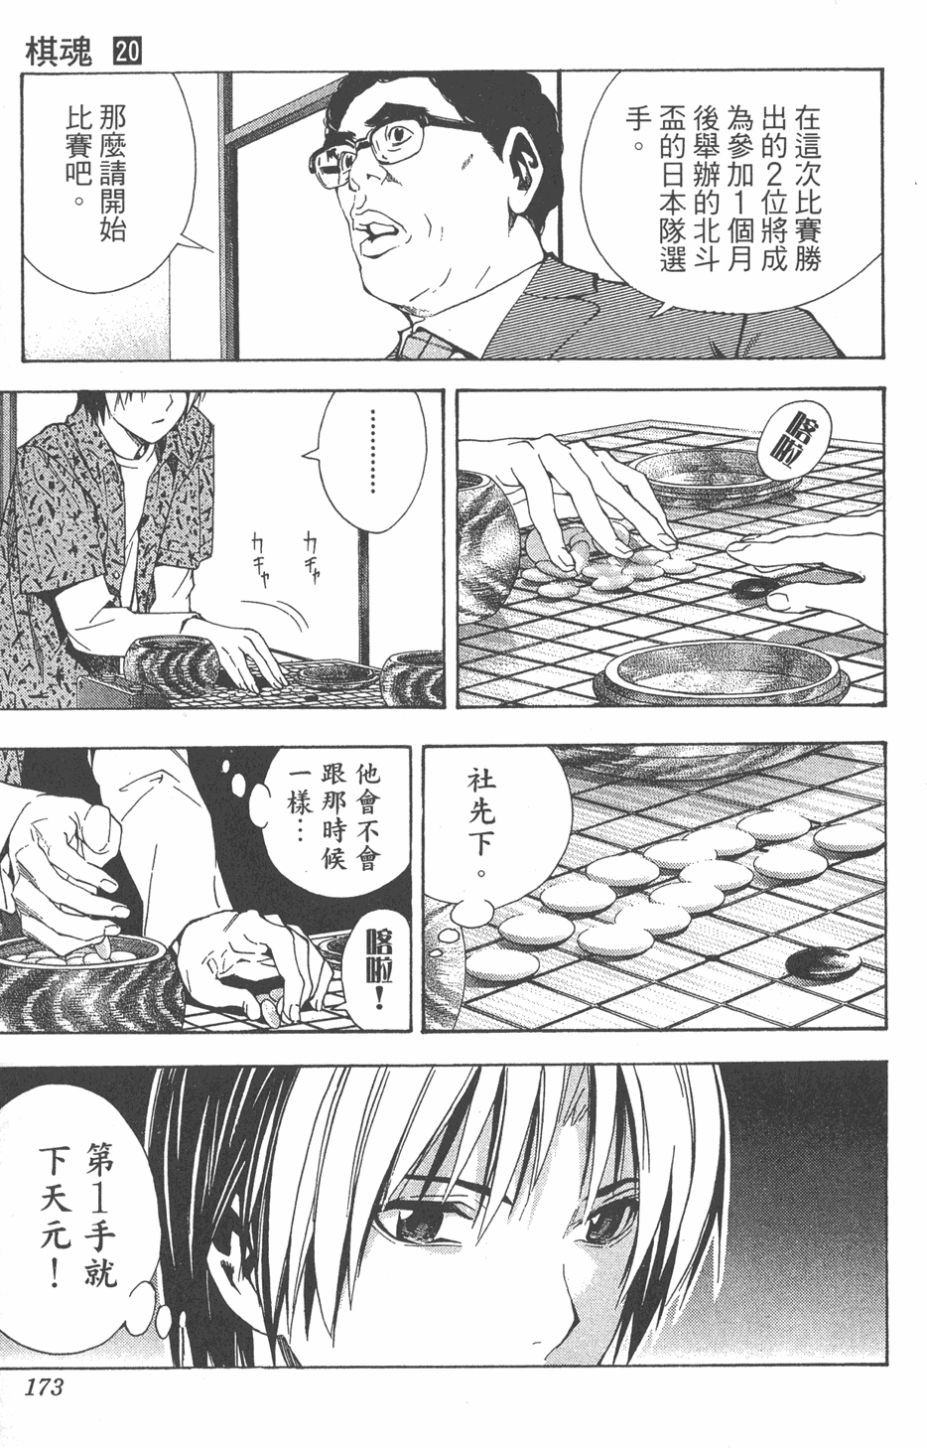 棋魂 20
在這次比賽勝
出的2位將成
為參加1個月
後舉辦的北斗
盃的日本隊選
手。
那麼請開始
比賽吧。
喀啦
…………
カチャ
カチャ
社先下。
他會不會
跟那時候
一樣…
喀啦！
第1手就
下天元！
173